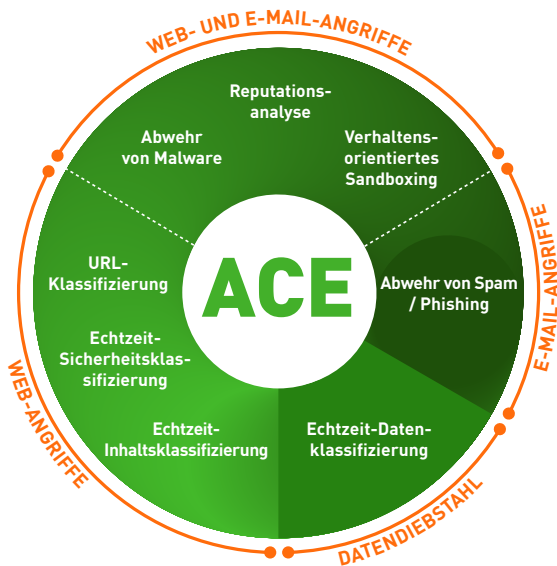 WEB- UND E-MAIL-ANGRIFFE
Reputations-
analyse
Abwehr
von Malware
Verhaltens-
orientiertes
Sandboxing
URL-
Klassifizierung
ACE
Abwehr von Spam
/ Phishing
E-MAIL-ANGRIFFE
Echtzeit-
Sicherheitsklas-
sifizierung
WEB-ANGRIFFE
Echtzeit-
Inhaltsklassifizierung
Echtzeit-Daten-
klassifizierung
DATENDIEBSTAHL